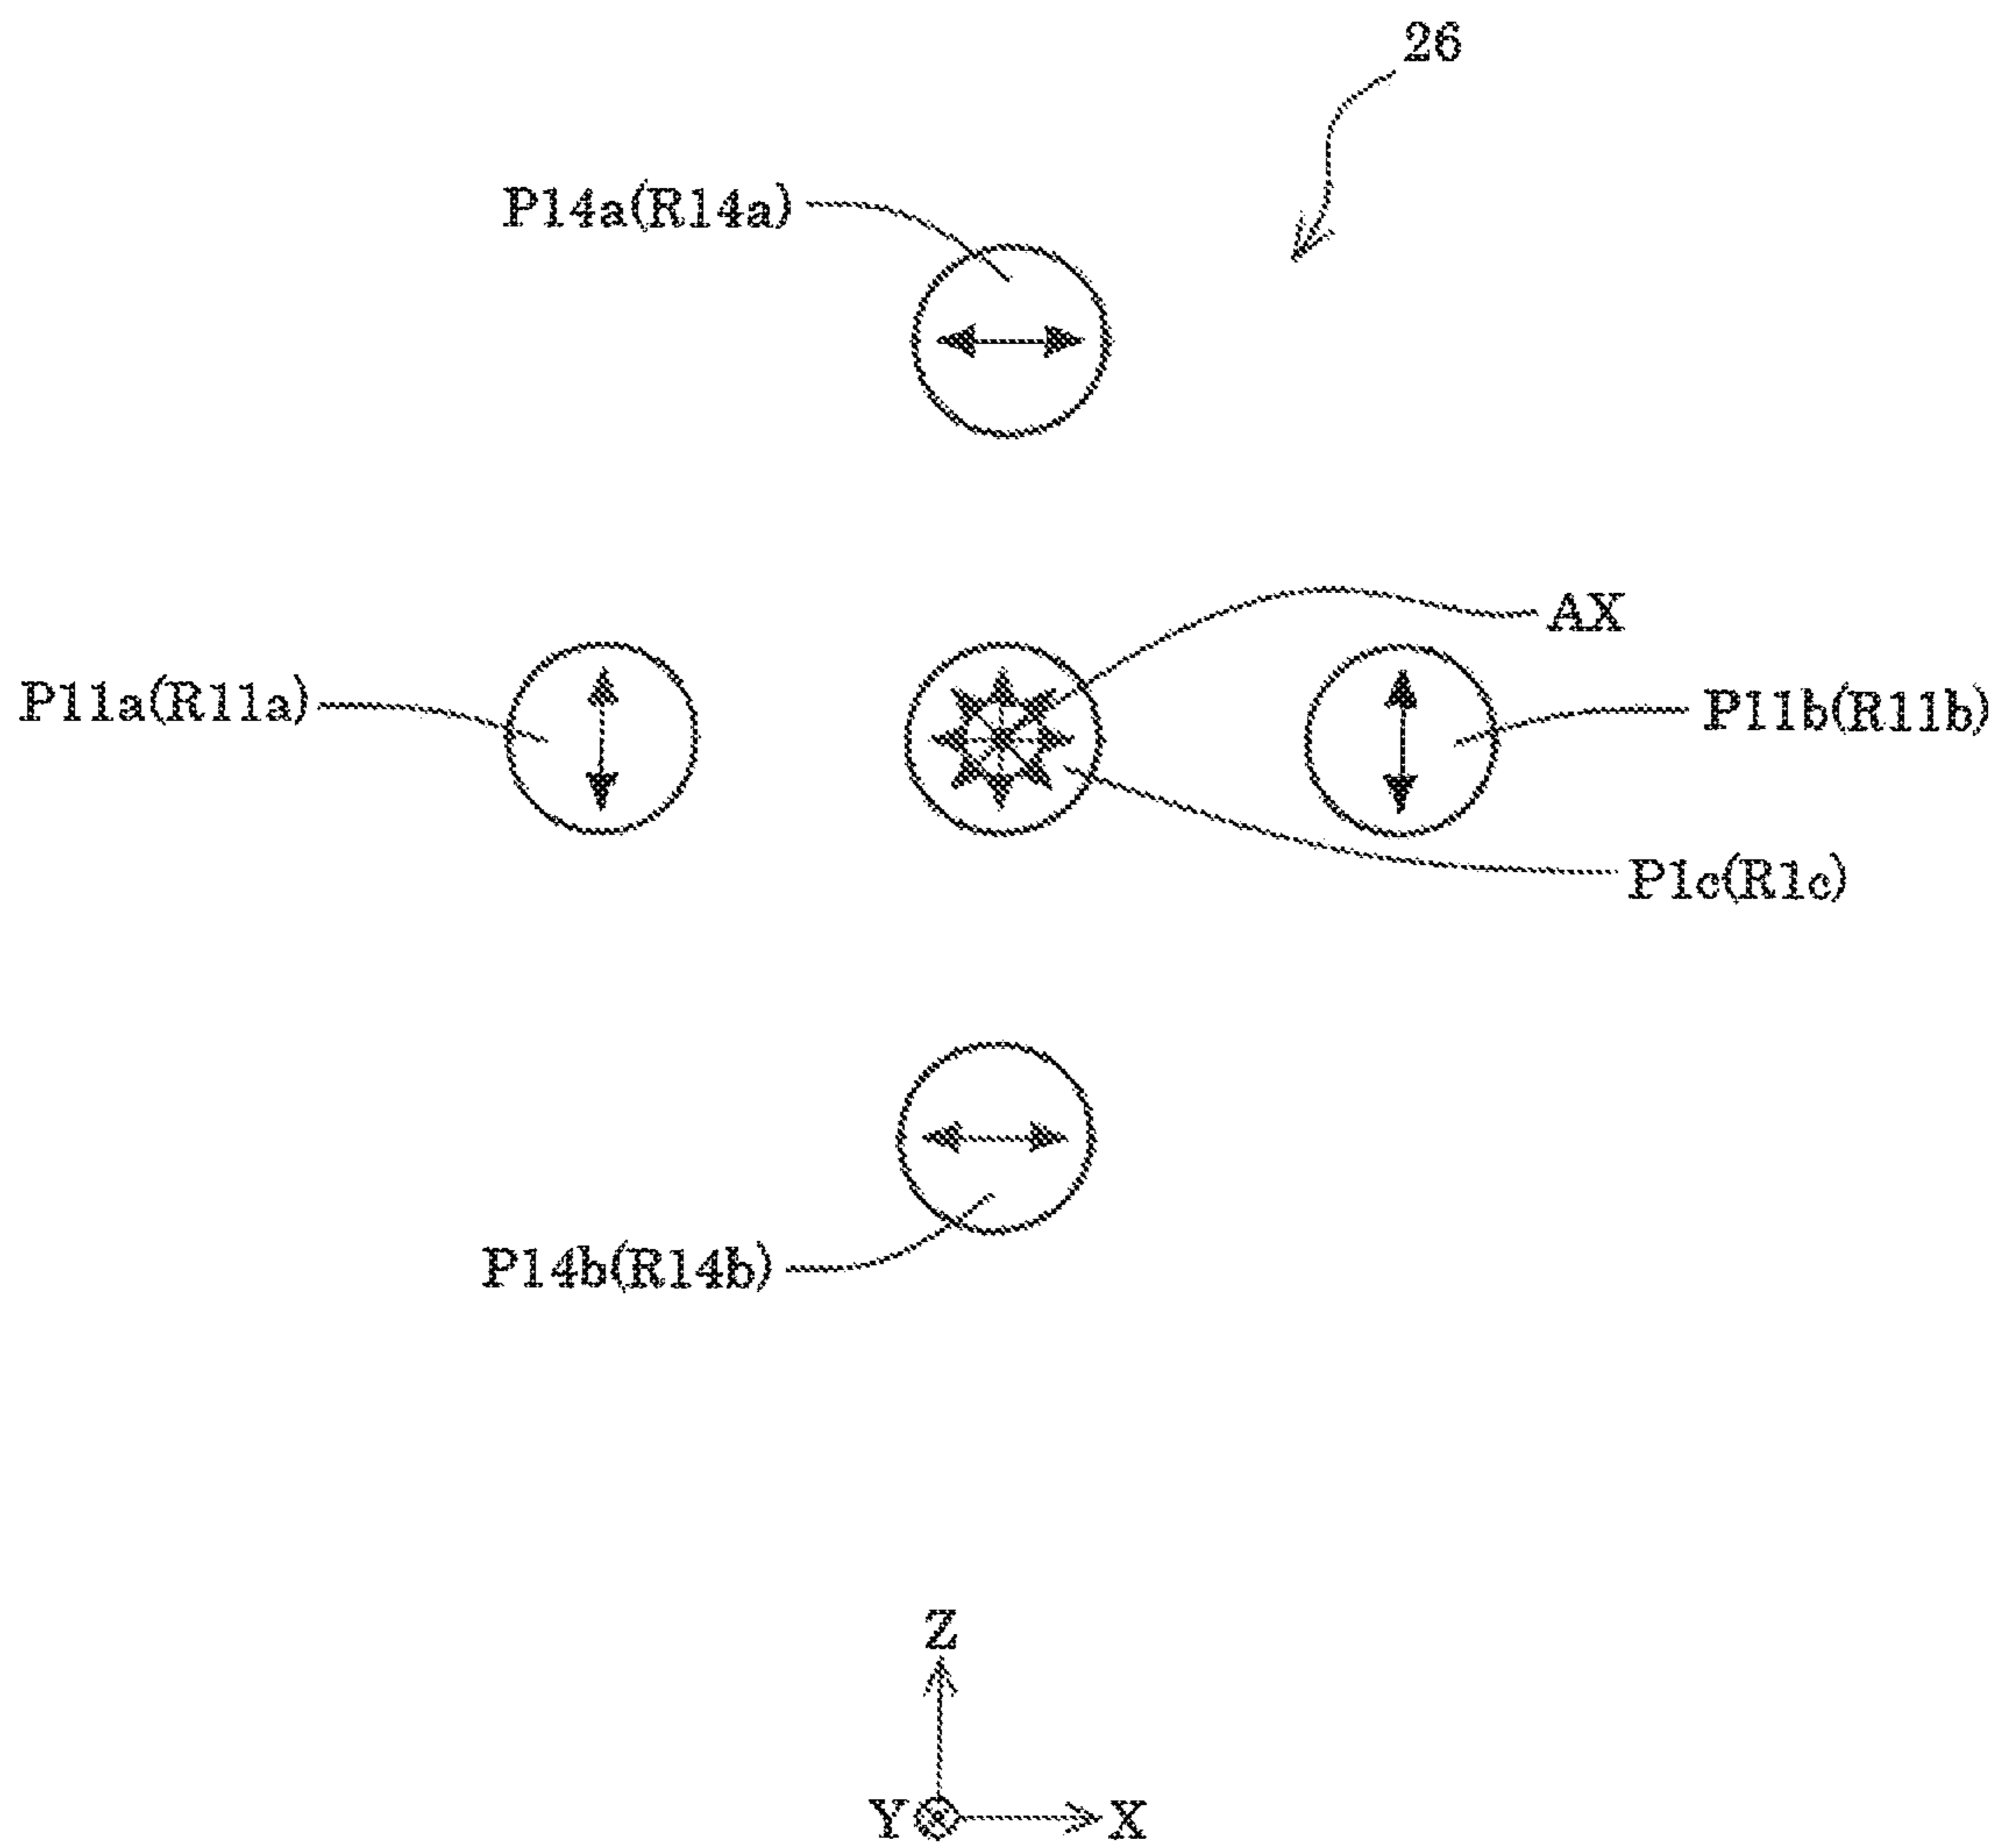 26
P14a(R14a)
AX
P11a(R11a)
P11b(R11b)
P1c(R1c)
P14b(R14b)
Z
Y
X